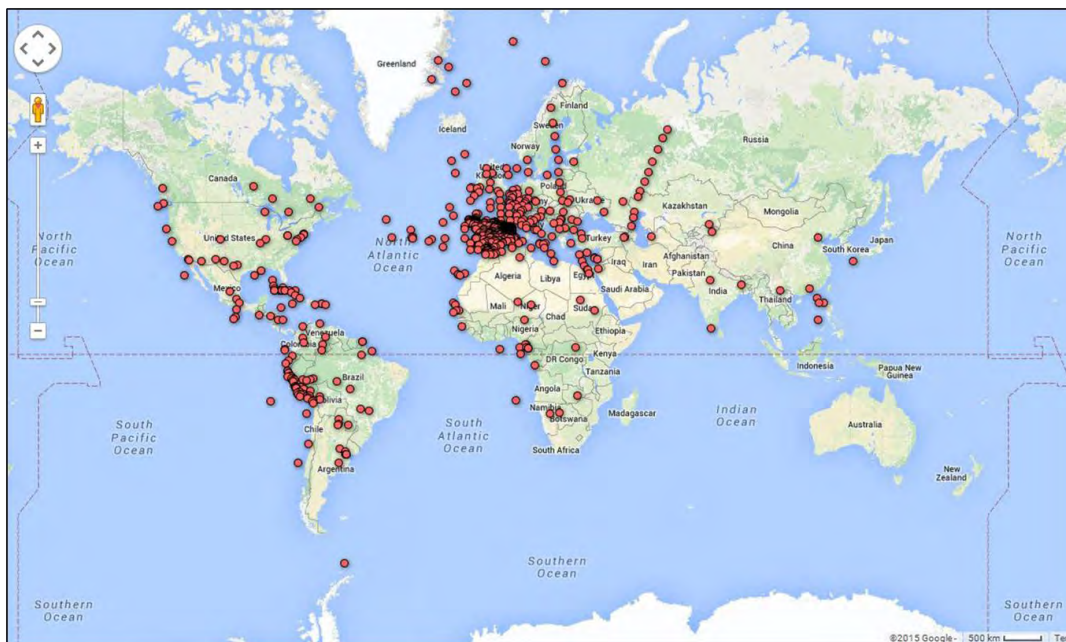 Greenland
Iceland
Finland
Sweden
Norway
Russia
United
Canada
Poland
Ukraine
Kazakhstan
Mongolia
North
Pacific
Ocean
United States
North
Atlantic
Ocean
Turkey
China
South Korea
Japan
North
Pacific
Ocean
Iraq
Iran
Afghanistan
Pakistan
Algeria
Libya
Egypt
Saudi Arabia
Mexico
India
Thailand
Mali
Niger
Chad
Sudan
Nigeria
Ethiopia
Venezuela
Colombia
DR Congo
Kenya
Tanzania
Indonesia
Papua New
Guinea
Brazil
Bolivia
Angola
Namibia
Botswana
Madagascar
South
Pacific
Ocean
Chile
South
Atlantic
Ocean
Indian
Ocean
Australia
South Africa
Argentina
New
Zealand
Southern
Ocean
Southern
Ocean
Southern
Ocean
©2015 Google -
500 km